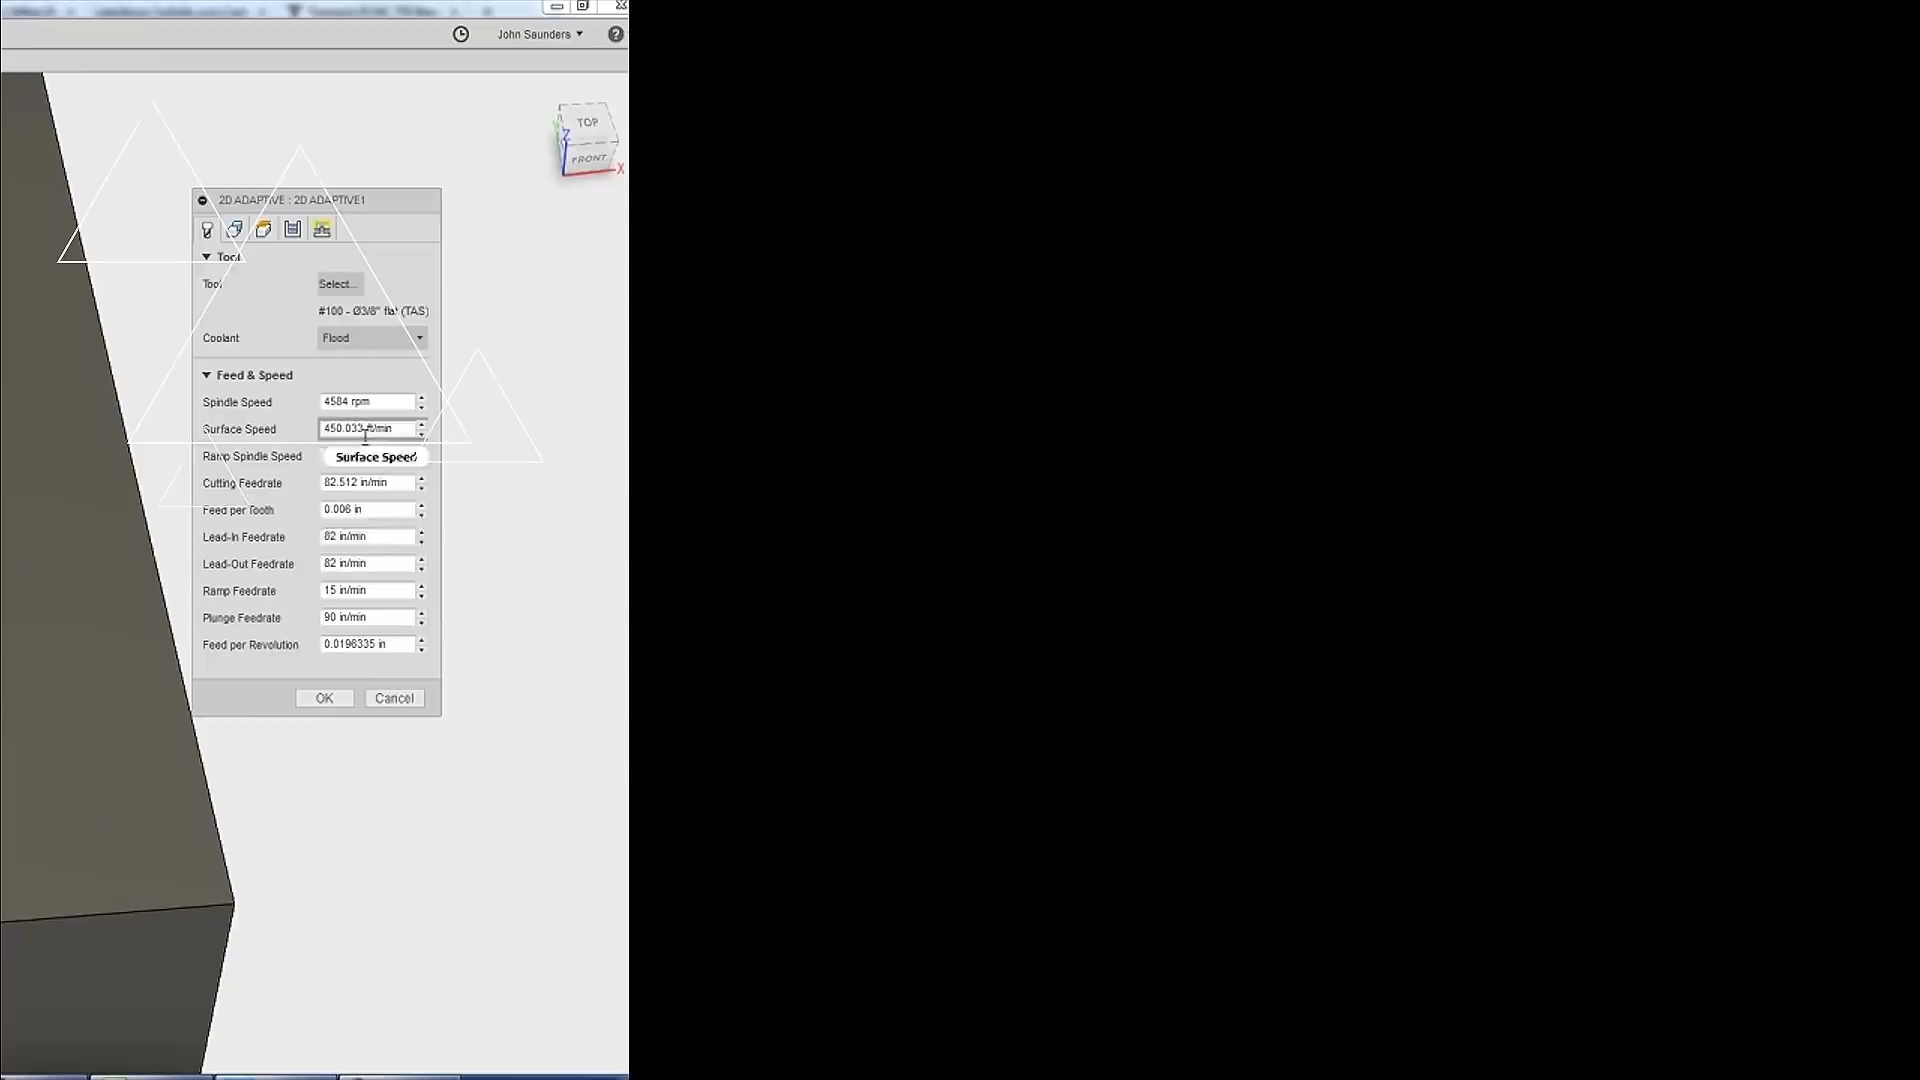 John Saunders
?
TOP
Z
FRONT
X
2D ADAPTIVE : 2D ADAPTIVE1
Tool
Tool Select...
#100 - Ø3/8" flat (TAS)
Coolant Flood
Feed & Speed
Spindle Speed 4584 rpm
Surface Speed 450.033 ft/min
Ramp Spindle Speed Surface Speed
Cutting Feedrate 82.512 in/min
Feed per Tooth 0.006 in
Lead-In Feedrate 82 in/min
Lead-Out Feedrate 82 in/min
Ramp Feedrate 15 in/min
Plunge Feedrate 90 in/min
Feed per Revolution 0.0196335 in
OK Cancel